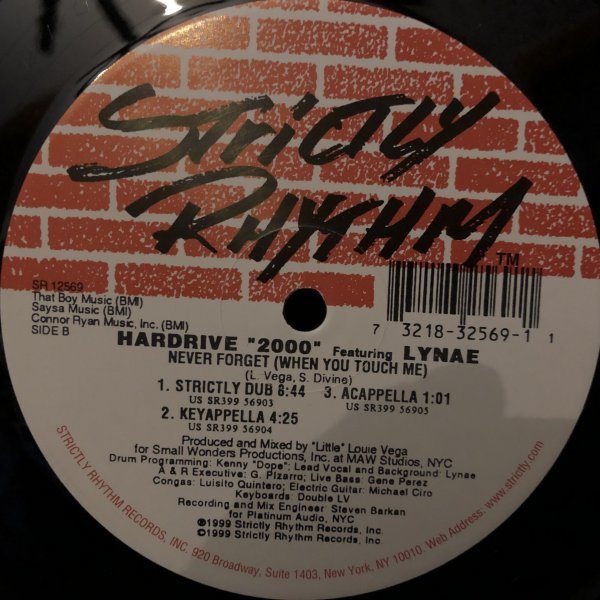 STRICTLY
RHYTHM™
SR 12569
That Boy Music (BMI)
Saysa Music (BMI)
Connor Ryan Music, Inc. (BMI)
SIDE B
7 3218-32569-1 1
HARDRIVE "2000" Featuring LYNAE
NEVER FORGET (WHEN YOU TOUCH ME)
(L. Vega, S. Divine)
1. STRICTLY DUB 8:44
US SR399 56903
2. KEYAPPELLA 4:25
US SR399 56904
3. ACAPPELLA 1:01
US SR399 56905
Produced and Mixed by "Little" Louie Vega
for Small Wonders Productions, Inc. at MAW Studios, NYC
Drum Programming: Kenny "Dope"; Lead Vocal and Background: Lynae
A & R Executive: G. Pizarro; Live Bass: Gene Perez
Congas: Luisito Quintero; Electric Guitar: Michael Ciro
Keyboards: Double LV
Recording and Mix Engineer: Steven Barkan
for Platinum Audio, NYC
℗1999 Strictly Rhythm Records, Inc.
©1999 Strictly Rhythm Records, Inc.
STRICTLY RHYTHM RECORDS, INC. 920 Broadway, Suite 1403, New York, NY 10010. Web Address: www.strictly.com.